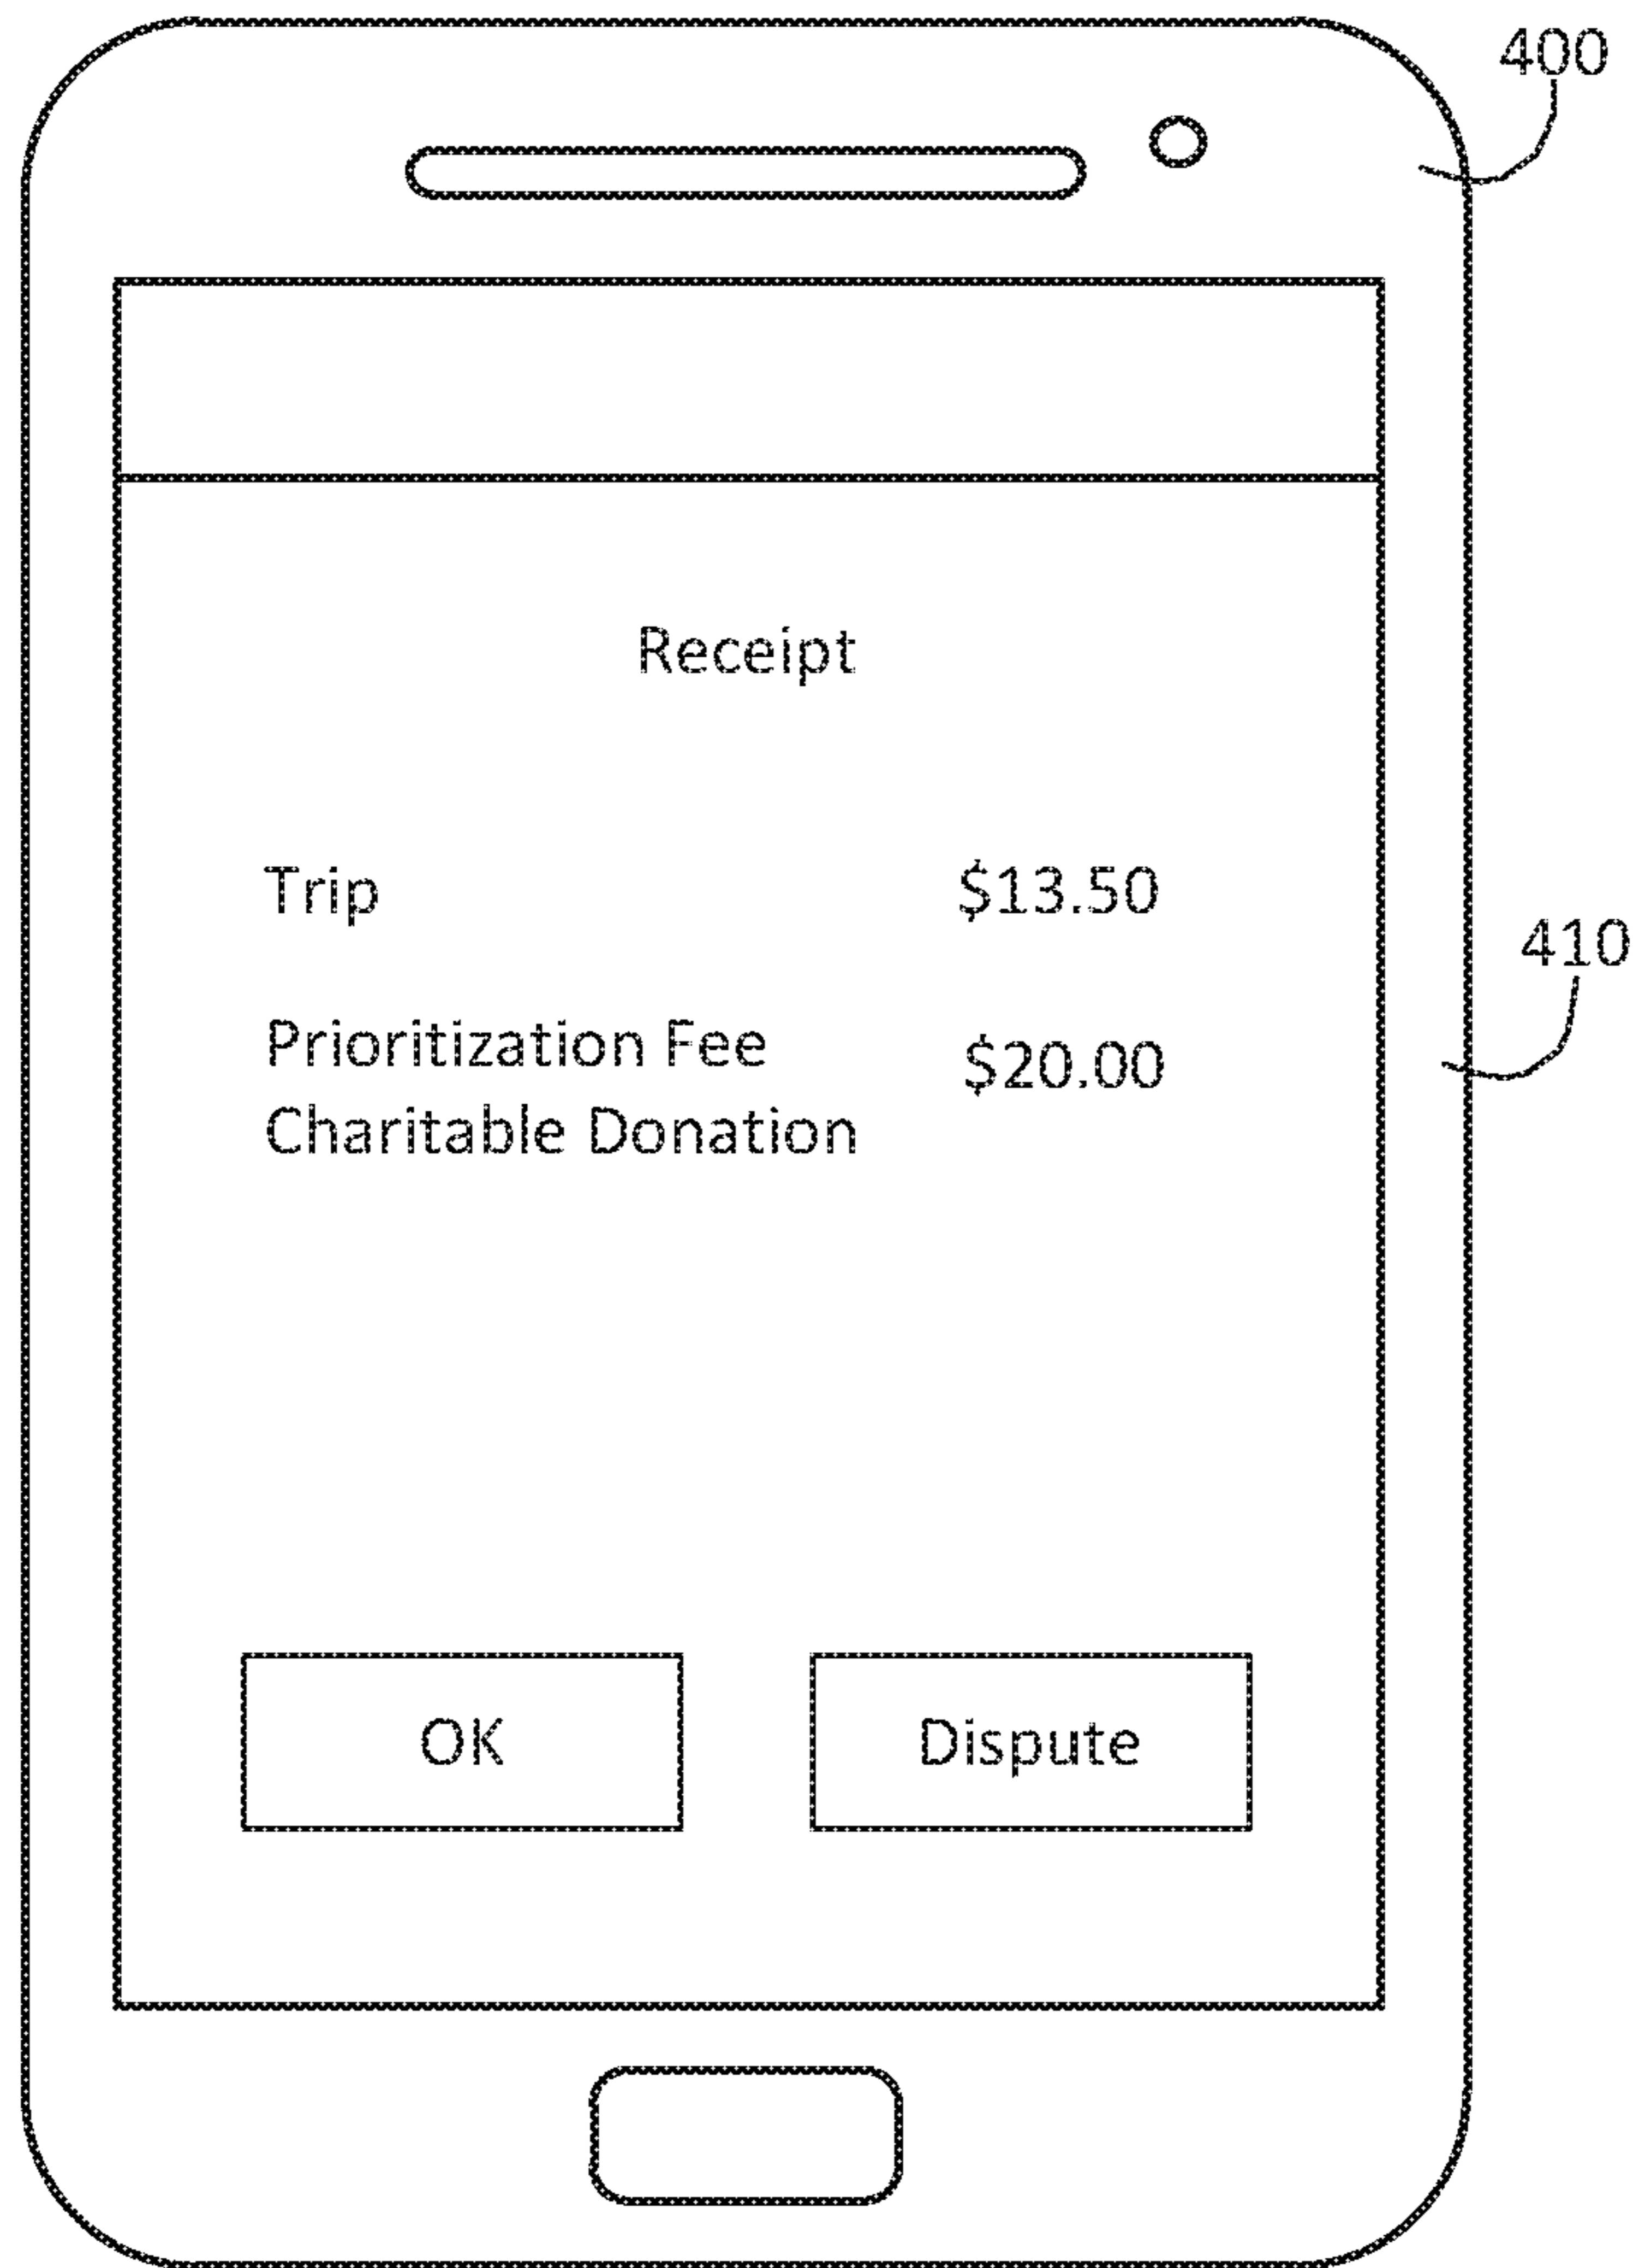 400
Receipt
Trip $13.50
410
Prioritization Fee
$20.00
Charitable Donation
OK Dispute